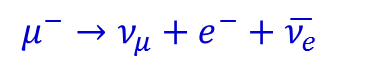 μ⁻ → ν_μ + e⁻ + ν̅_e